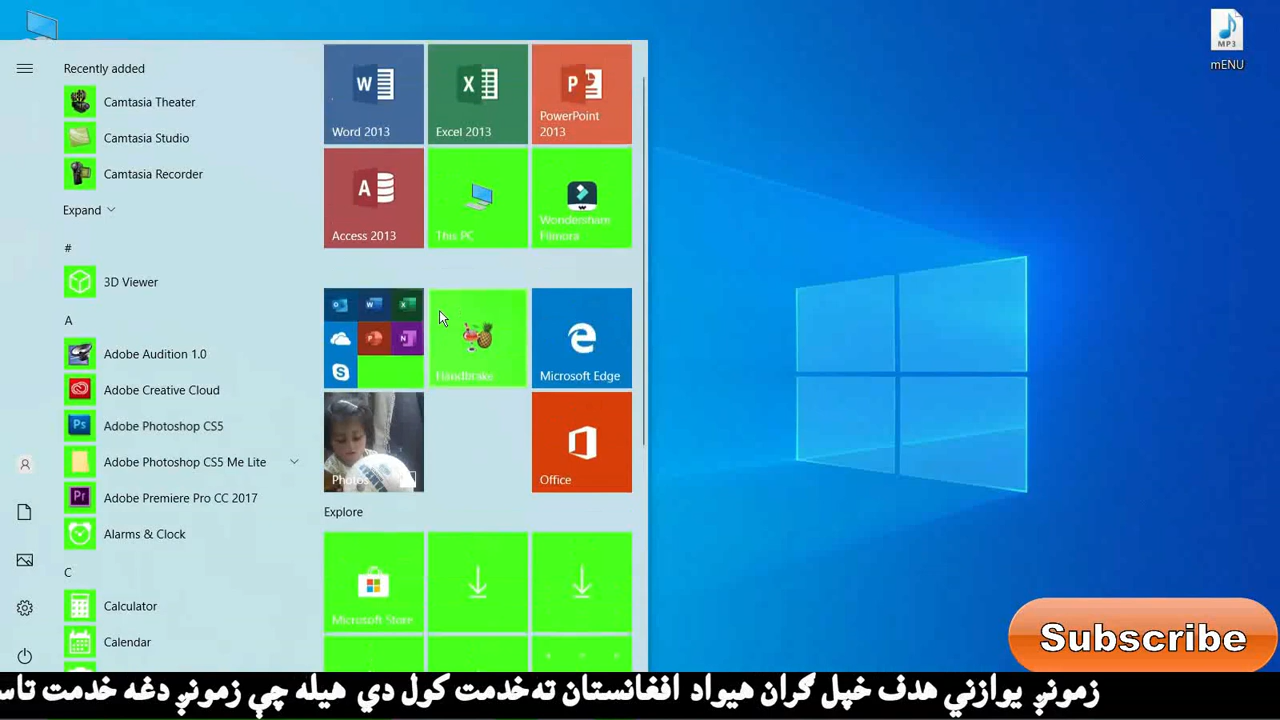 mENU
Recently added
Camtasia Theater
Camtasia Studio
Camtasia Recorder
Expand
#
3D Viewer
A
Adobe Audition 1.0
Adobe Creative Cloud
Adobe Photoshop CS5
Adobe Photoshop CS5 Me Lite
Adobe Premiere Pro CC 2017
Alarms & Clock
C
Calculator
Calendar
Word 2013
Excel 2013
PowerPoint 2013
Access 2013
This PC
Wondershare Filmora
Handbrake
Microsoft Edge
Photos
Office
Explore
Microsoft Store
Subscribe
زمونږ يوازني هدف خپل ګران هيواد افغانستان ته خدمت کول دي هيله چي زمونږ دغه خدمت تاسو